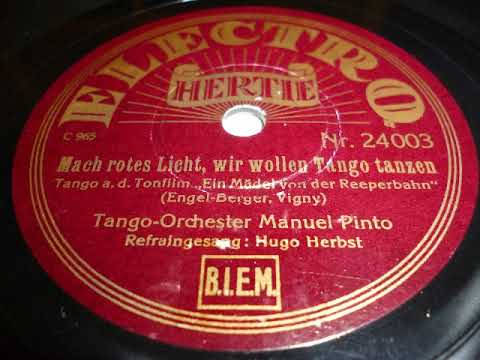 ELECTRO
HERTIE
C 965
Nr. 24003
Mach rotes Licht, wir wollen Tango tanzen
Tango a. d. Tonfilm „Ein Mädel von der Reeperbahn“
(Engel-Berger, Vigny)
Tango-Orchester Manuel Pinto
Refraingesang: Hugo Herbst
B.I.E.M.